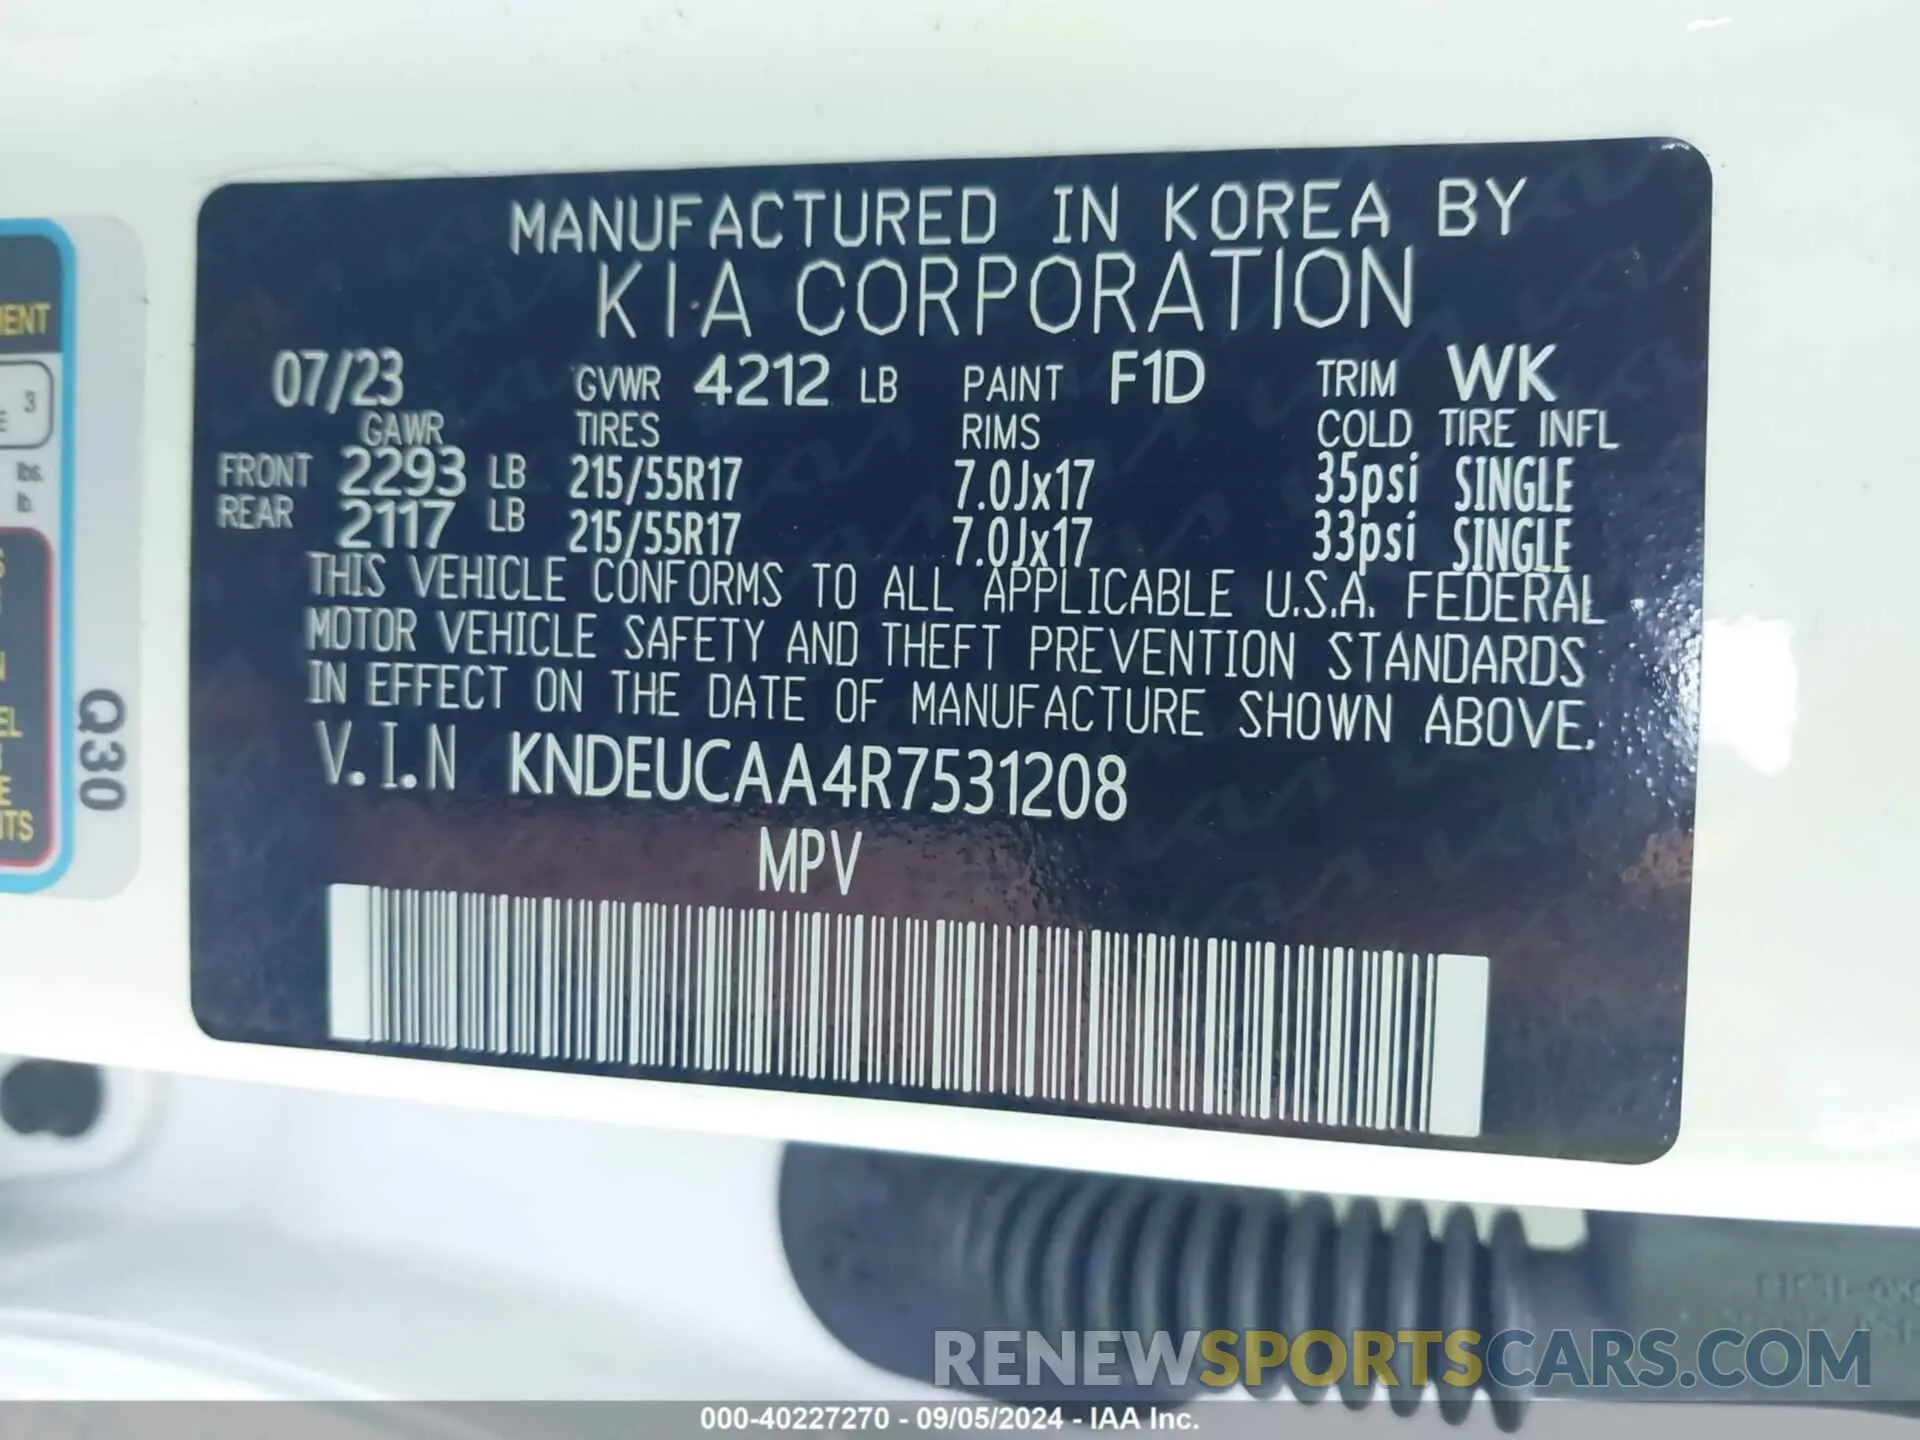 MANUFACTURED IN KOREA BY
KIA CORPORATION
07/23 GVWR 4212 LB PAINT F1D TRIM WK
GAWR TIRES RIMS COLD TIRE INFL
FRONT 2293 LB 215/55R17 7.0Jx17 35psi SINGLE
REAR 2117 LB 215/55R17 7.0Jx17 33psi SINGLE
THIS VEHICLE CONFORMS TO ALL APPLICABLE U.S.A. FEDERAL
MOTOR VEHICLE SAFETY AND THEFT PREVENTION STANDARDS
IN EFFECT ON THE DATE OF MANUFACTURE SHOWN ABOVE.
V.I.N KNDEUCAA4R7531208
MPV
3
lbs.
lb.
Q30
RENEWSPORTSCARS.COM
000-40227270 - 09/05/2024 - IAA Inc.